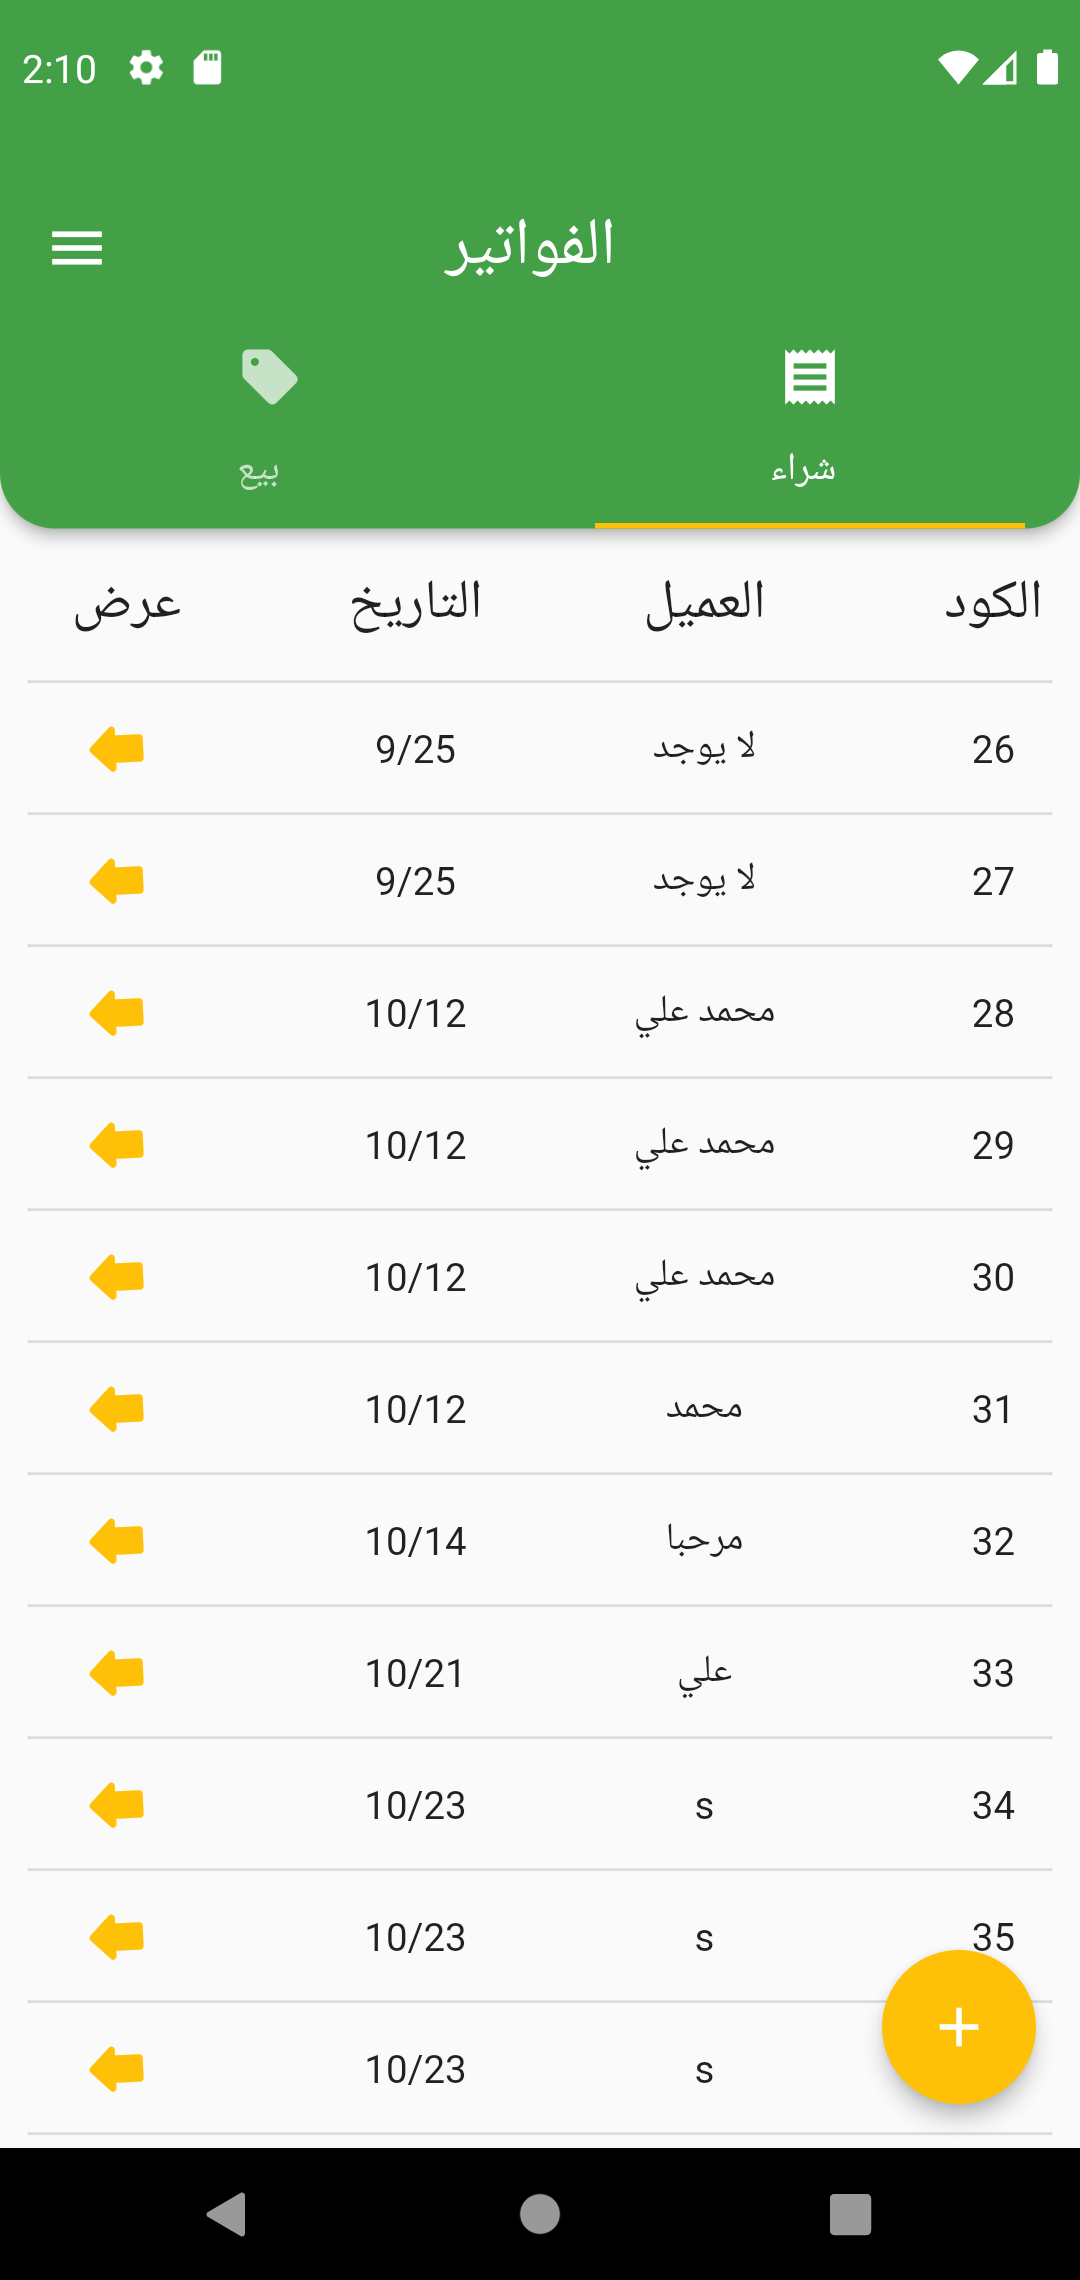 2:10
الفواتير
شراء بيع
الكود العميل التاريخ عرض
26 لا يوجد 9/25
27 لا يوجد 9/25
28 محمد علي 10/12
29 محمد علي 10/12
30 محمد علي 10/12
31 محمد 10/12
32 مرحبا 10/14
33 علي 10/21
34 s 10/23
35 s 10/23
s 10/23